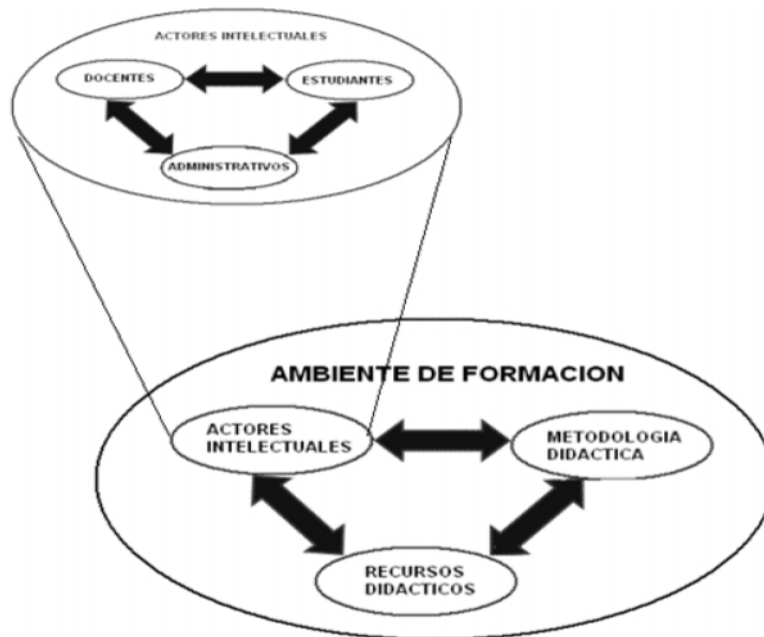 ACTORES INTELECTUALES
DOCENTES
ESTUDIANTES
ADMINISTRATIVOS
AMBIENTE DE FORMACION
ACTORES
INTELECTUALES
METODOLOGIA
DIDACTICA
RECURSOS
DIDACTICOS